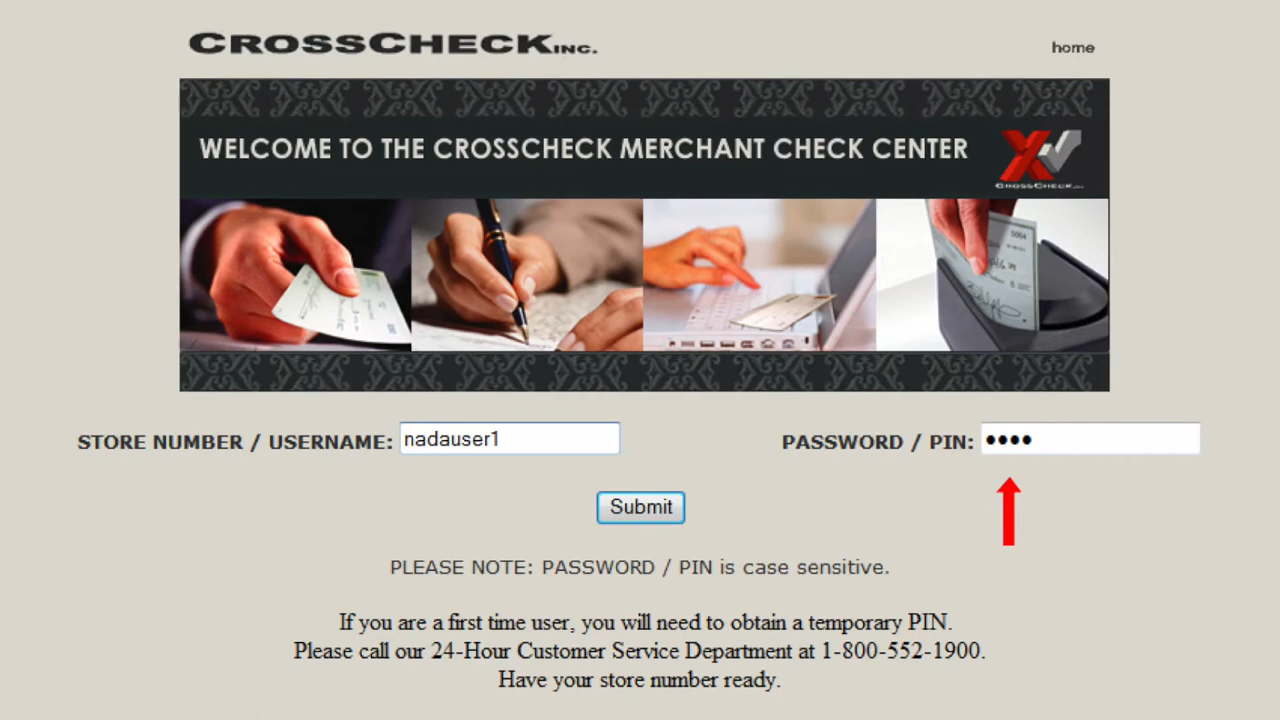 CROSSCHECK INC.
home
WELCOME TO THE CROSSCHECK MERCHANT CHECK CENTER
CROSSCHECK INC.
STORE NUMBER / USERNAME: nadauser1 PASSWORD / PIN: ••••
Submit
PLEASE NOTE: PASSWORD / PIN is case sensitive.
If you are a first time user, you will need to obtain a temporary PIN.
Please call our 24-Hour Customer Service Department at 1-800-552-1900.
Have your store number ready.